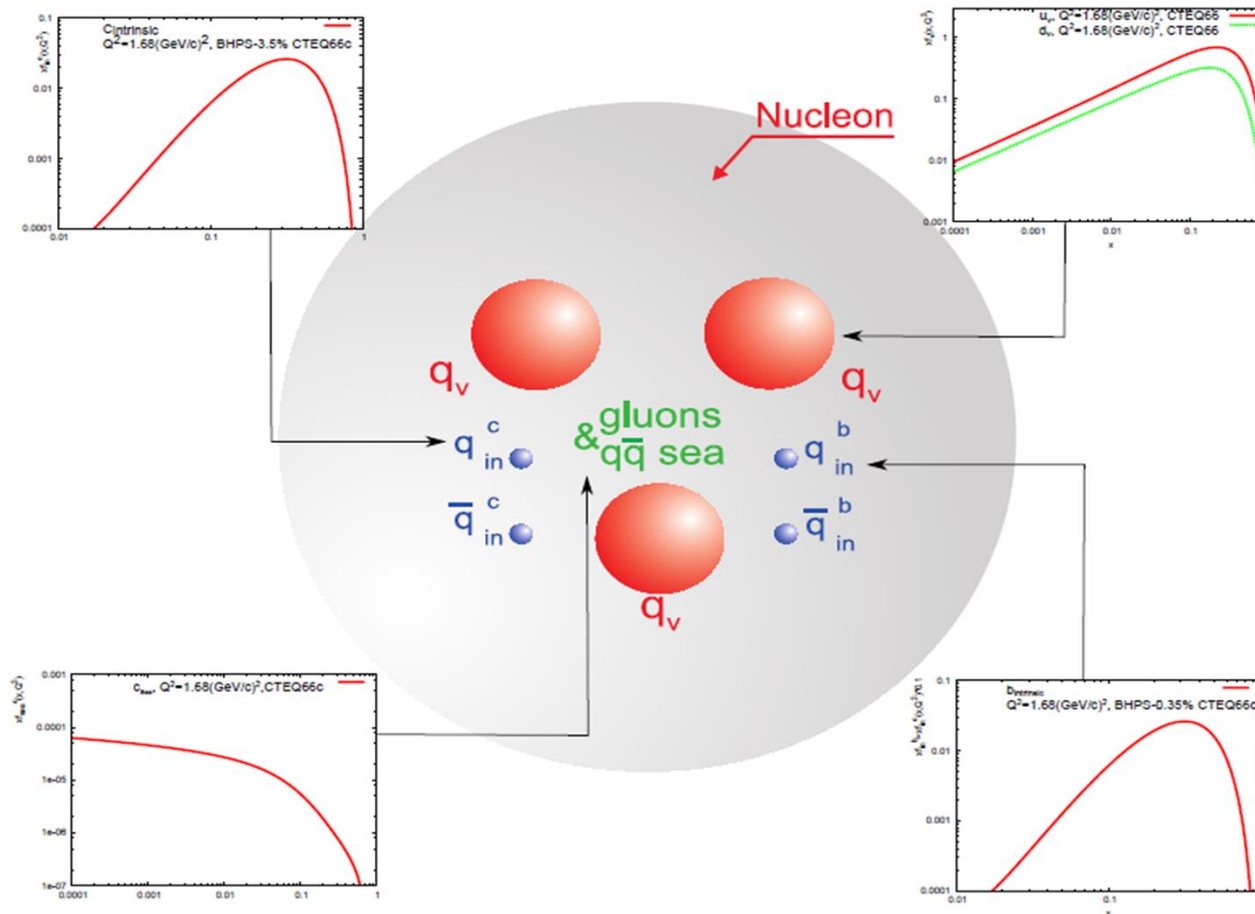 c_intrinsic
Q²=1.68(GeV/c)², BHPS-3.5% CTEQ66c
0.1
0.01
0.001
0.0001
0.01
0.1
1
u_v, Q²=1.68(GeV/c)², CTEQ66
d_v, Q²=1.68(GeV/c)², CTEQ66
xf_v(x,Q²)
1
0.1
0.01
0.001
0.0001
0.001
0.01
0.1
x
Nucleon
q_v
q_v
gluons
& qq̄ sea
q^c_in
q̄^c_in
q^b_in
q̄^b_in
q_v
Q²=1.68(GeV/c)²,CTEQ66c
0.001
0.0001
1e-05
1e-06
1e-07
0.0001
0.001
0.01
0.1
1
b_intrinsic
Q²=1.68(GeV/c)², BHPS-0.35% CTEQ66c
0.1
0.01
0.001
0.0001
0.01
0.1